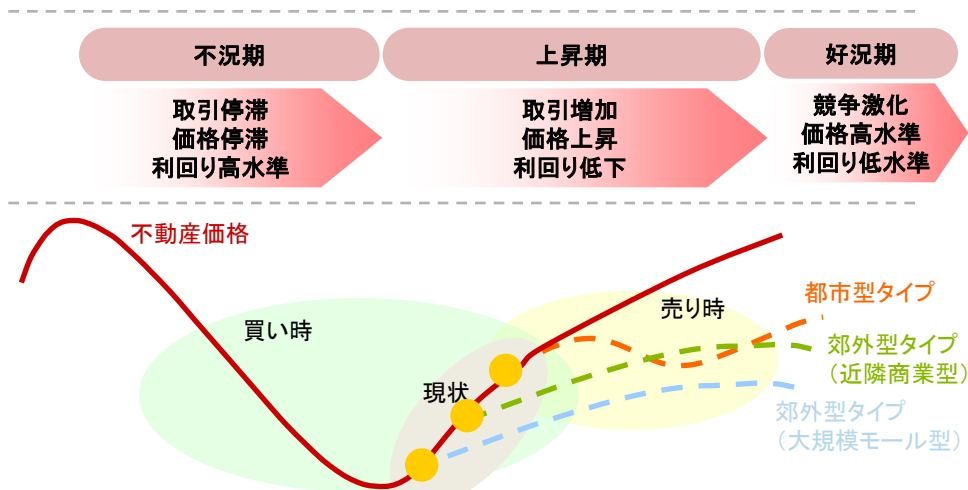 不況期
上昇期
好況期
取引停滞
価格停滞
利回り高水準
取引増加
価格上昇
利回り低下
競争激化
価格高水準
利回り低水準
不動産価格
買い時
売り時
現状
都市型タイプ
郊外型タイプ
（近隣商業型）
郊外型タイプ
（大規模モール型）